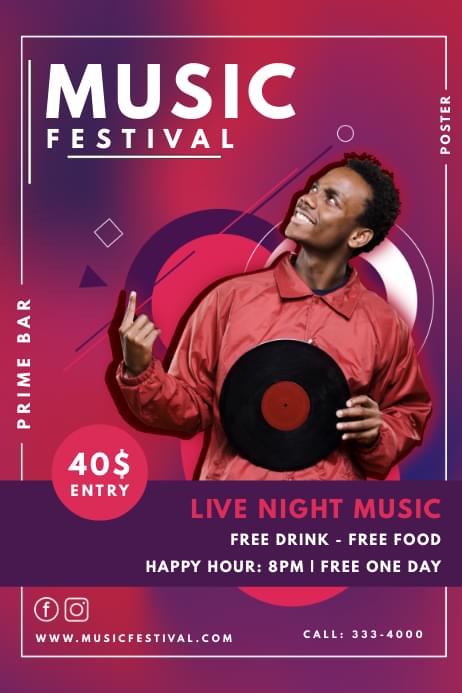 MUSIC
FESTIVAL
POSTER
PRIME BAR
40$
ENTRY
LIVE NIGHT MUSIC
FREE DRINK - FREE FOOD
HAPPY HOUR: 8PM | FREE ONE DAY
WWW.MUSICFESTIVAL.COM
CALL: 333-4000